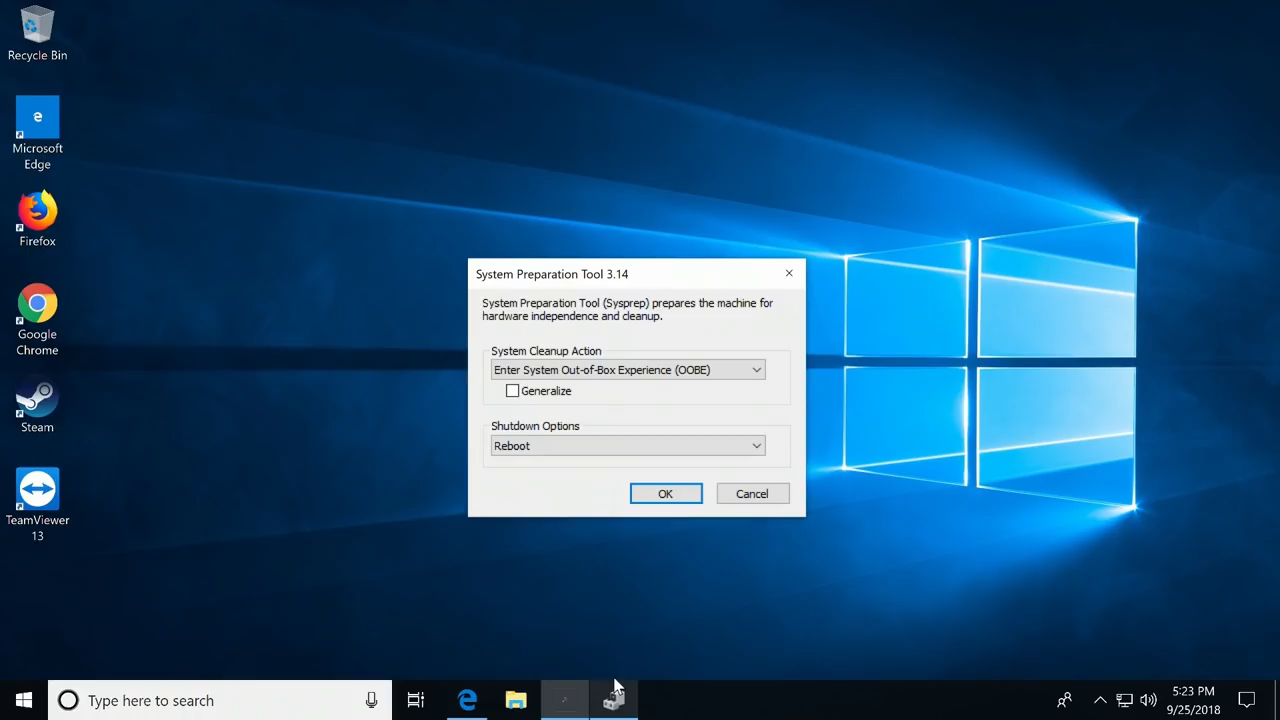 Recycle Bin
Microsoft
Edge
Firefox
Google
Chrome
Steam
TeamViewer
13
System Preparation Tool 3.14
System Preparation Tool (Sysprep) prepares the machine for
hardware independence and cleanup.
System Cleanup Action
Enter System Out-of-Box Experience (OOBE)
Generalize
Shutdown Options
Reboot
OK
Cancel
Type here to search
5:23 PM
9/25/2018